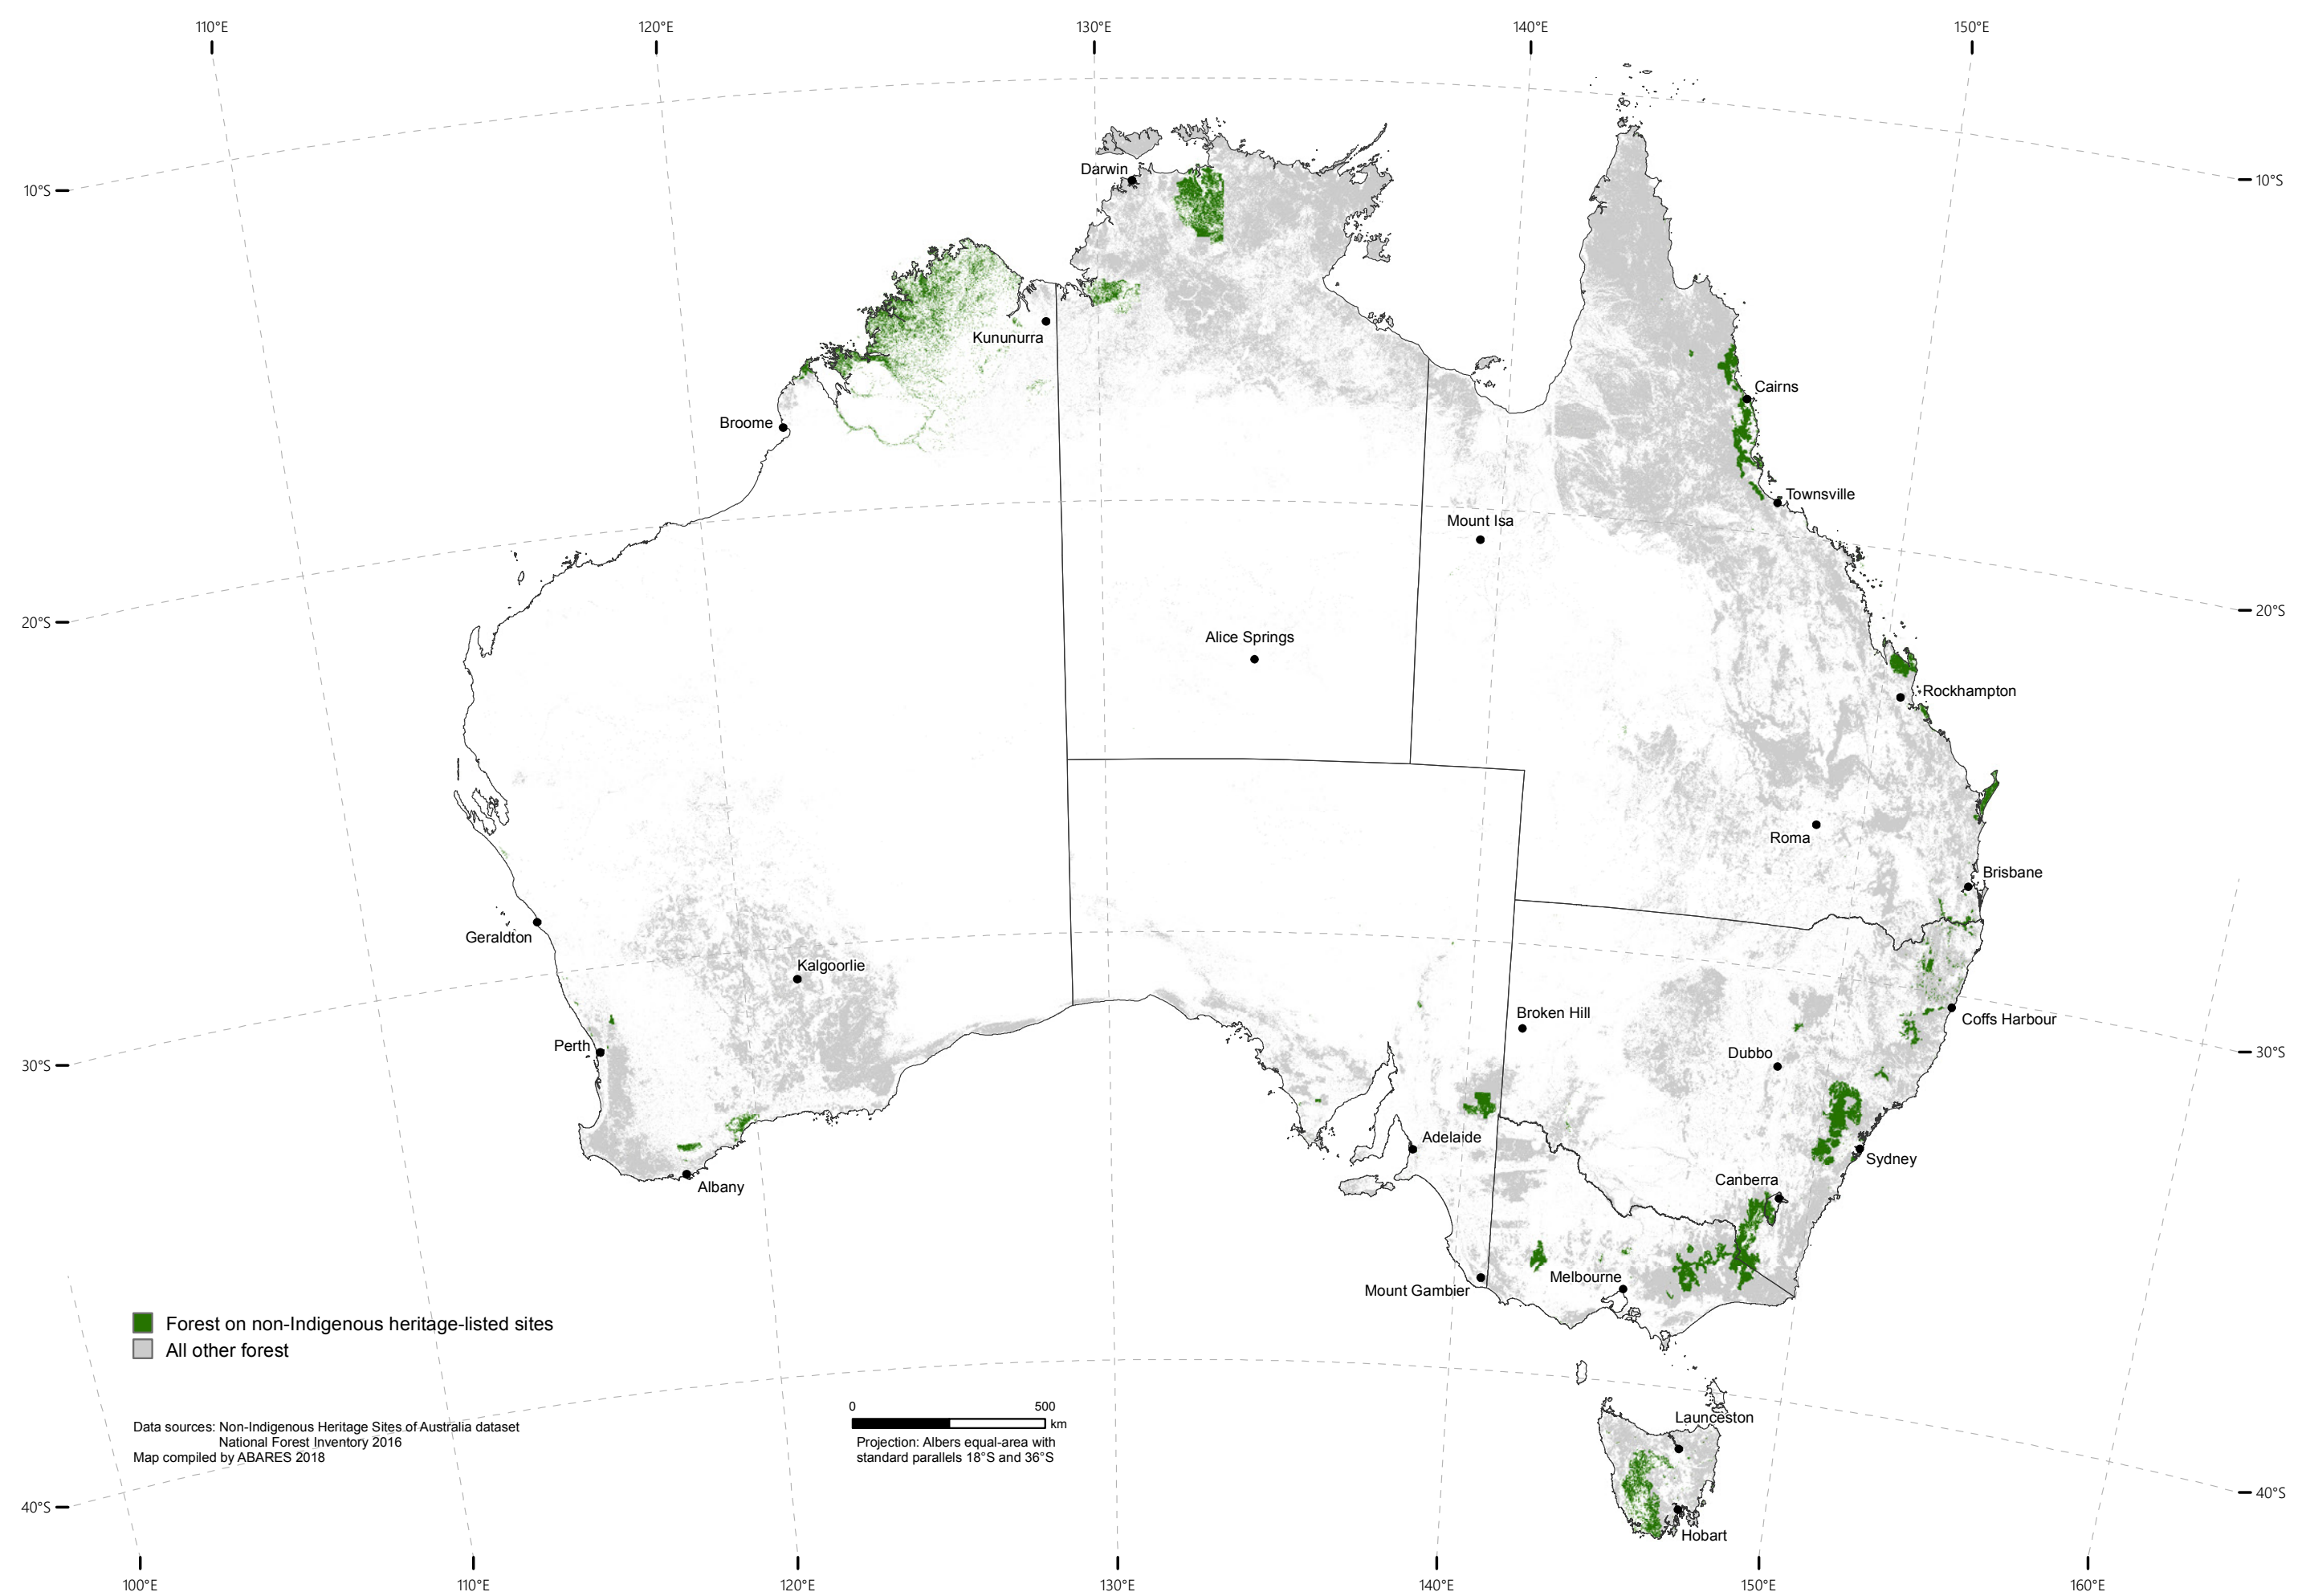 110°E
120°E
130°E
140°E
150°E
10°S
10°S
Darwin
Kununurra
Cairns
Broome
Townsville
Mount Isa
20°S
20°S
Alice Springs
Rockhampton
Roma
Brisbane
Geraldton
Kalgoorlie
Broken Hill
Coffs Harbour
Perth
Dubbo
30°S
30°S
Adelaide
Sydney
Canberra
Albany
Melbourne
Mount Gambier
Forest on non-Indigenous heritage-listed sites
All other forest
0 500
km
Launceston
Data sources: Non-Indigenous Heritage Sites of Australia dataset
National Forest Inventory 2016
Map compiled by ABARES 2018
Projection: Albers equal-area with
standard parallels 18°S and 36°S
40°S
40°S
Hobart
100°E
110°E
120°E
130°E
140°E
150°E
160°E